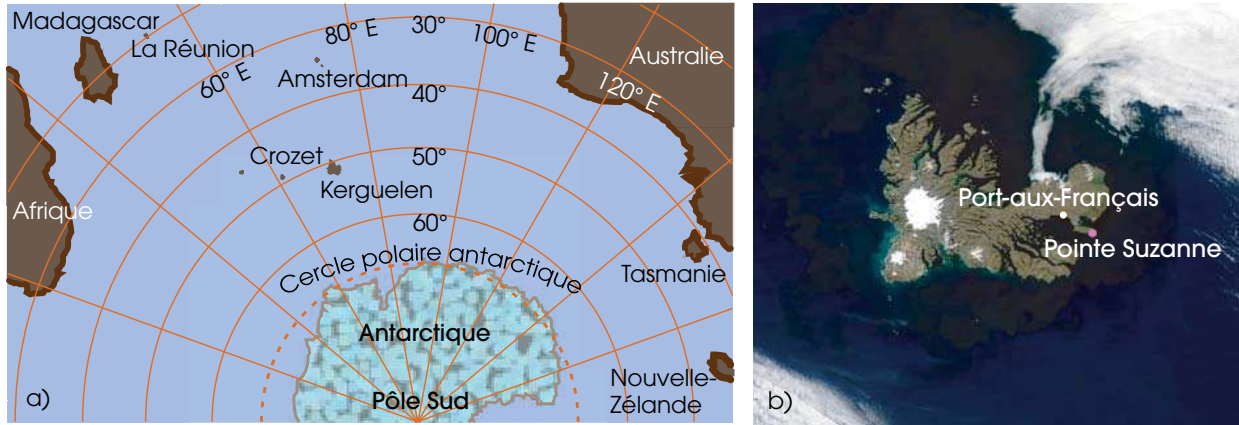 Madagascar
La Réunion
60° E
80° E
30°
100° E
120° E
Australie
Amsterdam
40°
Crozet
50°
Kerguelen
60°
Afrique
Cercle polaire antarctique
Tasmanie
Antarctique
Pôle Sud
Nouvelle-
Zélande
a)
Port-aux-Français
Pointe Suzanne
b)